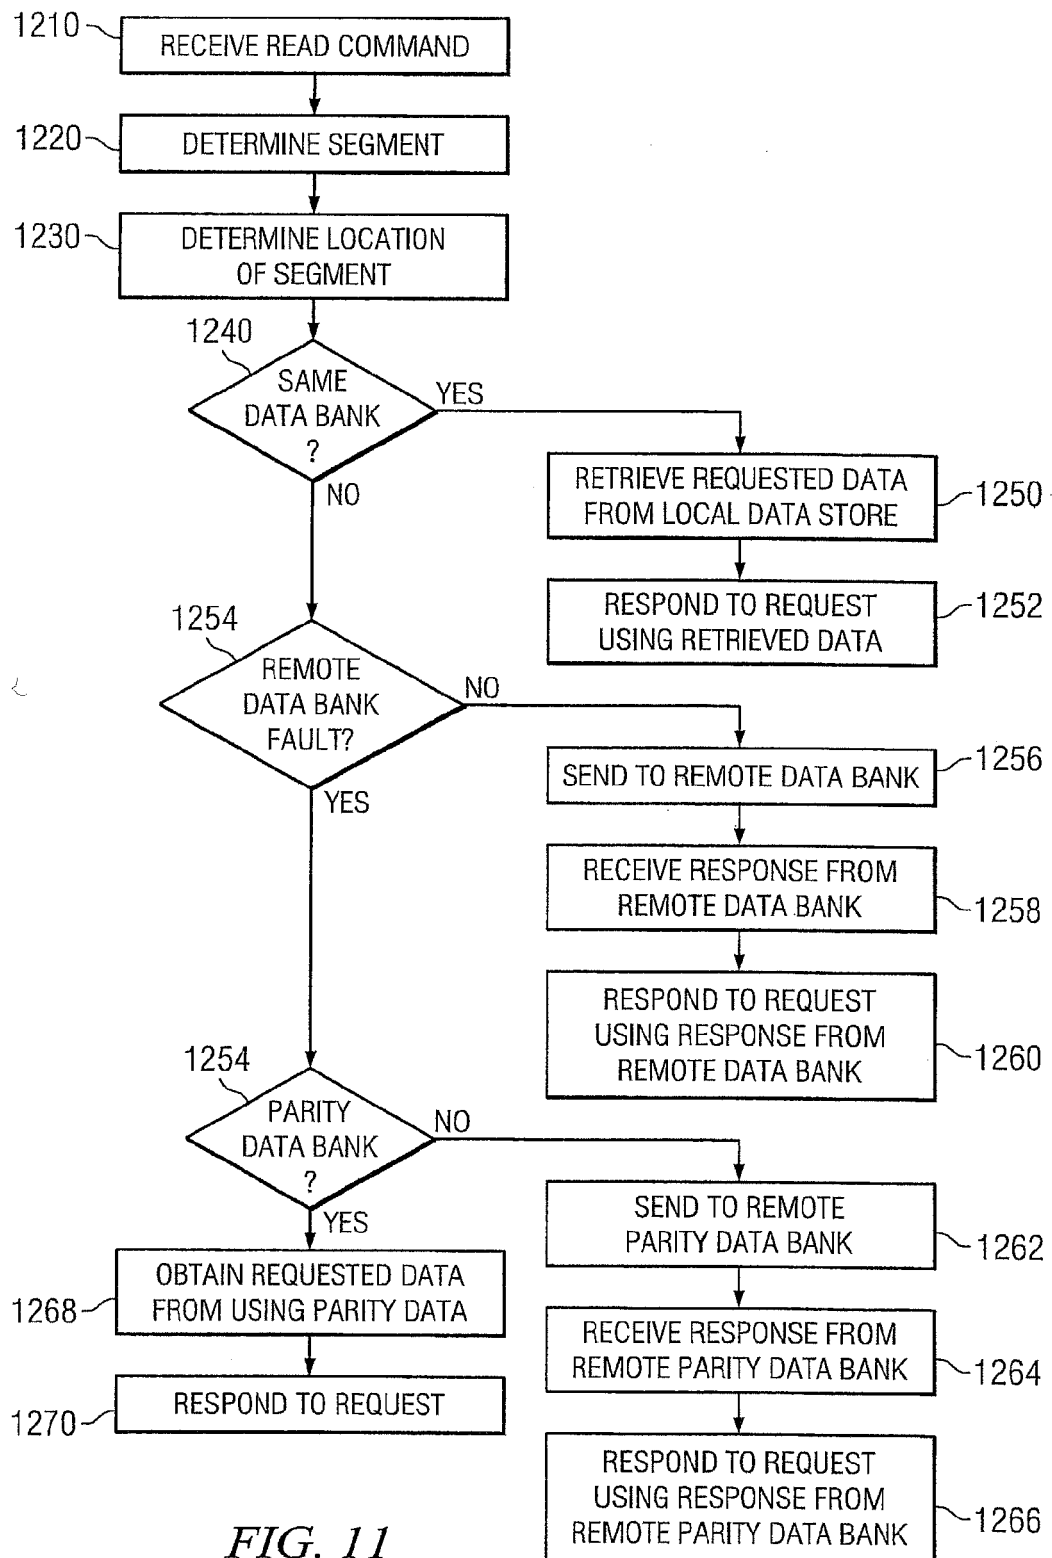 1210
RECEIVE READ COMMAND
1220
DETERMINE SEGMENT
1230
DETERMINE LOCATION
OF SEGMENT
1240
SAME
DATA BANK
?
YES
NO
RETRIEVE REQUESTED DATA
FROM LOCAL DATA STORE
1250
RESPOND TO REQUEST
USING RETRIEVED DATA
1252
1254
REMOTE
DATA BANK
FAULT?
NO
YES
SEND TO REMOTE DATA BANK
1256
RECEIVE RESPONSE FROM
REMOTE DATA BANK
1258
RESPOND TO REQUEST
USING RESPONSE FROM
REMOTE DATA BANK
1260
1254
PARITY
DATA BANK
?
NO
YES
SEND TO REMOTE
PARITY DATA BANK
1262
OBTAIN REQUESTED DATA
FROM USING PARITY DATA
1268
RECEIVE RESPONSE FROM
REMOTE PARITY DATA BANK
1264
RESPOND TO REQUEST
1270
RESPOND TO REQUEST
USING RESPONSE FROM
REMOTE PARITY DATA BANK
1266
FIG. 11